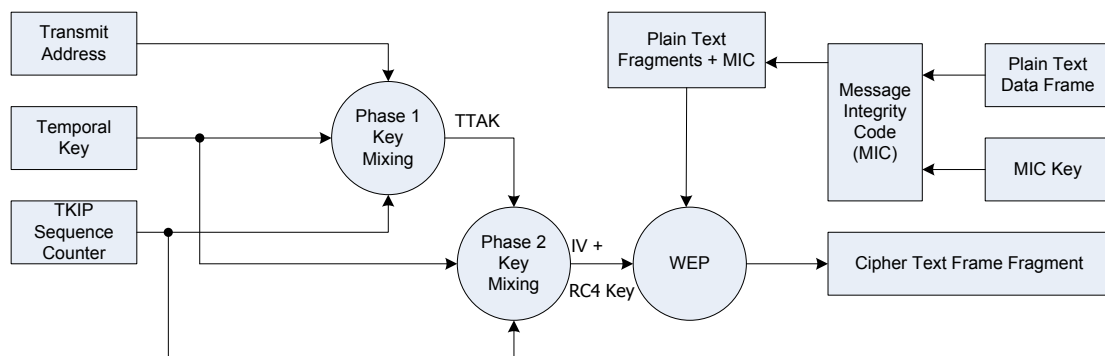 Transmit
Address
Temporal
Key
TKIP
Sequence
Counter
Phase 1
Key
Mixing
TTAK
Phase 2
Key
Mixing
IV +
RC4 Key
Plain Text
Fragments + MIC
WEP
Message
Integrity
Code
(MIC)
Plain Text
Data Frame
MIC Key
Cipher Text Frame Fragment